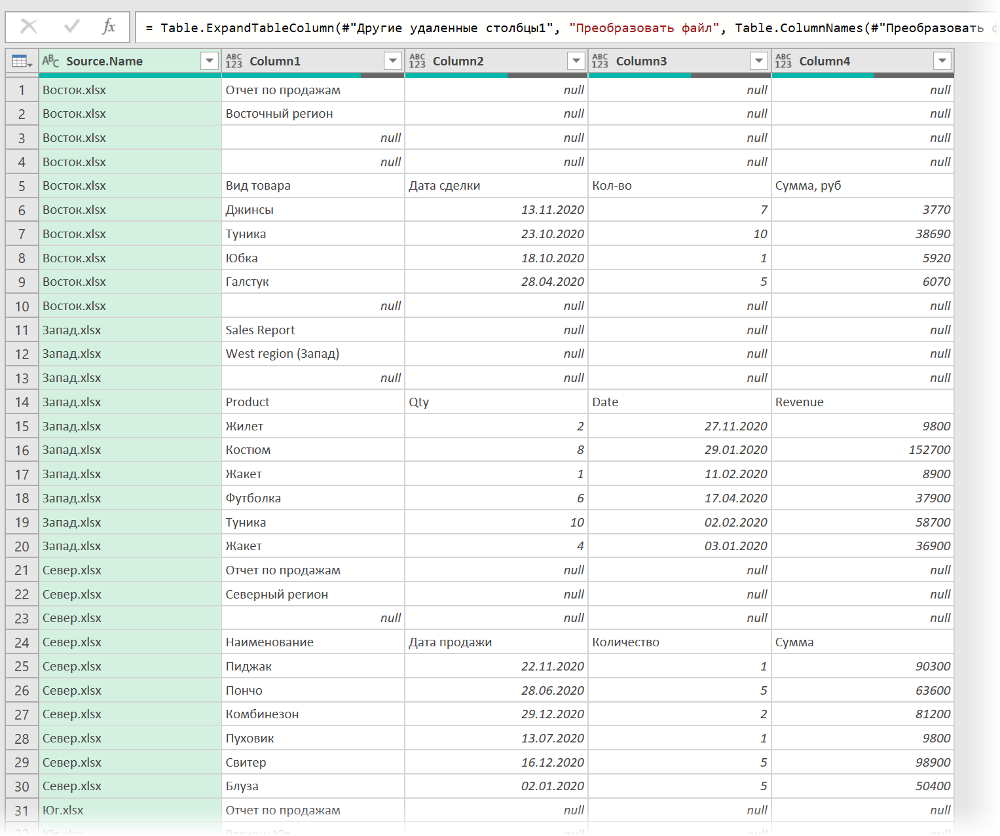 fx = Table.ExpandTableColumn(#"Другие удаленные столбцы1", "Преобразовать файл", Table.ColumnNames(#"Преобразовать
ABC Source.Name ABC 123 Column1 ABC 123 Column2 ABC 123 Column3 ABC 123 Column4
1 Восток.xlsx Отчет по продажам null null null
2 Восток.xlsx Восточный регион null null null
3 Восток.xlsx null null null null
4 Восток.xlsx null null null null
5 Восток.xlsx Вид товара Дата сделки Кол-во Сумма, руб
6 Восток.xlsx Джинсы 13.11.2020 7 3770
7 Восток.xlsx Туника 23.10.2020 10 38690
8 Восток.xlsx Юбка 18.10.2020 1 5920
9 Восток.xlsx Галстук 28.04.2020 5 6070
10 Восток.xlsx null null null null
11 Запад.xlsx Sales Report null null null
12 Запад.xlsx West region (Запад) null null null
13 Запад.xlsx null null null null
14 Запад.xlsx Product Qty Date Revenue
15 Запад.xlsx Жилет 2 27.11.2020 9800
16 Запад.xlsx Костюм 8 29.01.2020 152700
17 Запад.xlsx Жакет 1 11.02.2020 8900
18 Запад.xlsx Футболка 6 17.04.2020 37900
19 Запад.xlsx Туника 10 02.02.2020 58700
20 Запад.xlsx Жакет 4 03.01.2020 36900
21 Север.xlsx Отчет по продажам null null null
22 Север.xlsx Северный регион null null null
23 Север.xlsx null null null null
24 Север.xlsx Наименование Дата продажи Количество Сумма
25 Север.xlsx Пиджак 22.11.2020 1 90300
26 Север.xlsx Пончо 28.06.2020 5 63600
27 Север.xlsx Комбинезон 29.12.2020 2 81200
28 Север.xlsx Пуховик 13.07.2020 1 9800
29 Север.xlsx Свитер 16.12.2020 5 98900
30 Север.xlsx Блуза 02.01.2020 5 50400
31 Юг.xlsx Отчет по продажам null null null